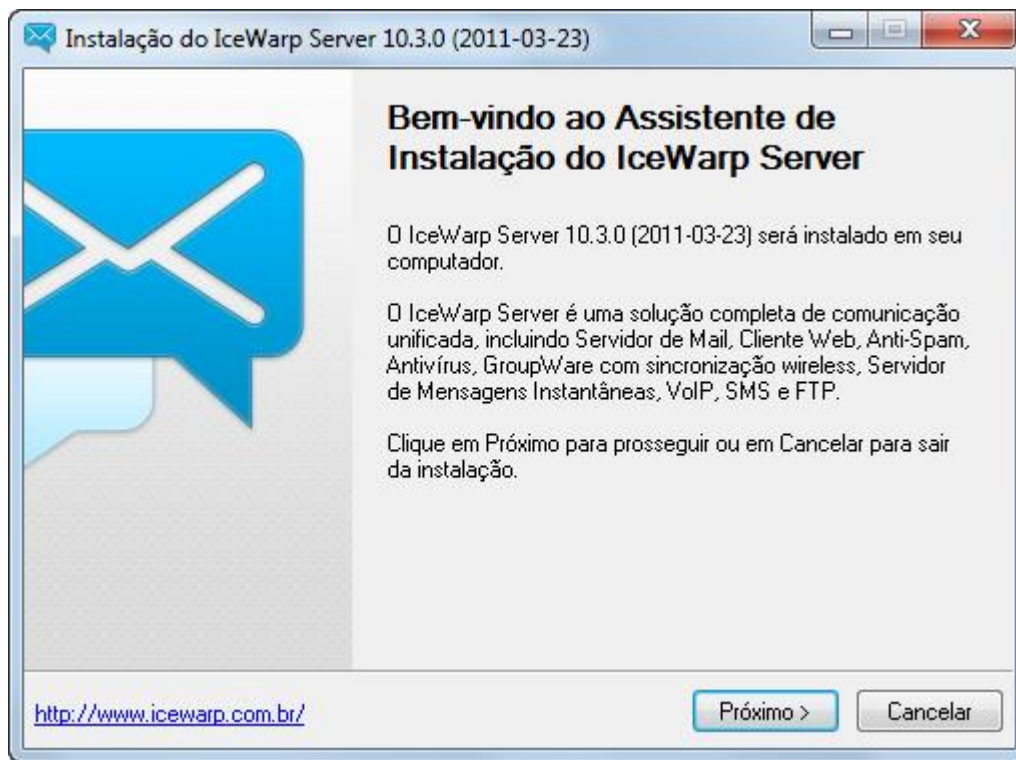 Instalação do IceWarp Server 10.3.0 (2011-03-23)
Bem-vindo ao Assistente de
Instalação do IceWarp Server
O IceWarp Server 10.3.0 (2011-03-23) será instalado em seu
computador.
O IceWarp Server é uma solução completa de comunicação
unificada, incluindo Servidor de Mail, Cliente Web, Anti-Spam,
Antivírus, GroupWare com sincronização wireless, Servidor
de Mensagens Instantâneas, VoIP, SMS e FTP.
Clique em Próximo para prosseguir ou em Cancelar para sair
da instalação.
http://www.icewarp.com.br/
Próximo >
Cancelar